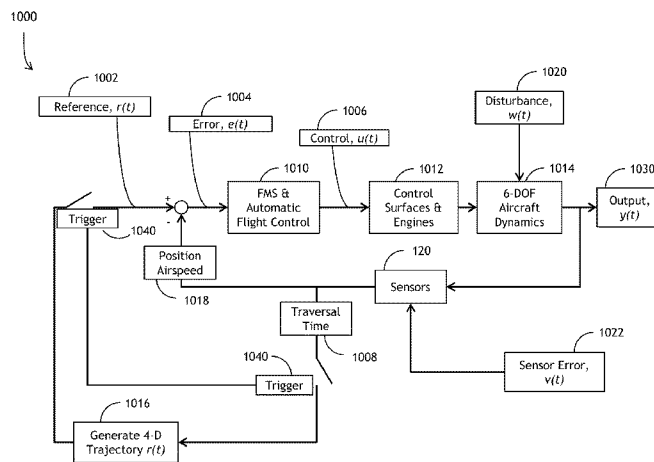 1000
1002
Reference, r(t)
1004
Error, e(t)
1006
Control, u(t)
1020
Disturbance,
w(t)
1010
FMS &
Automatic
Flight Control
1012
Control
Surfaces &
Engines
1014
6-DOF
Aircraft
Dynamics
1030
Output,
y(t)
+
-
Trigger
1040
Position
Airspeed
1018
120
Sensors
Traversal
Time
1008
1022
Sensor Error,
v(t)
1040
Trigger
1016
Generate 4-D
Trajectory r(t)